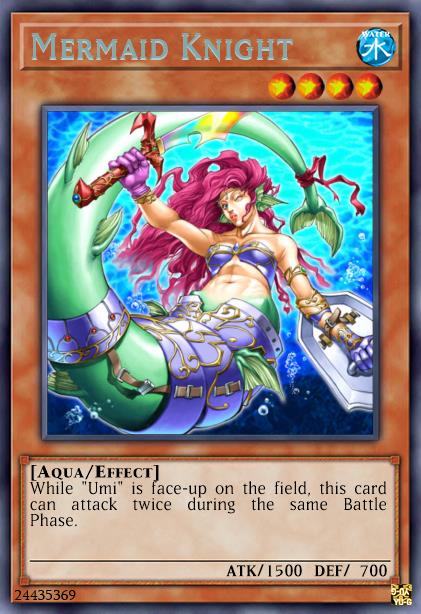 MERMAID KNIGHT
WATER
水
[AQUA/EFFECT]
While "Umi" is face-up on the field, this card
can attack twice during the same Battle
Phase.
ATK/1500 DEF/ 700
24435369